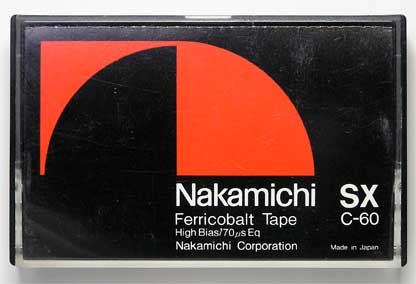 Nakamichi SX
Ferricobalt Tape C-60
High Bias/70μs Eq
Nakamichi Corporation Made in Japan